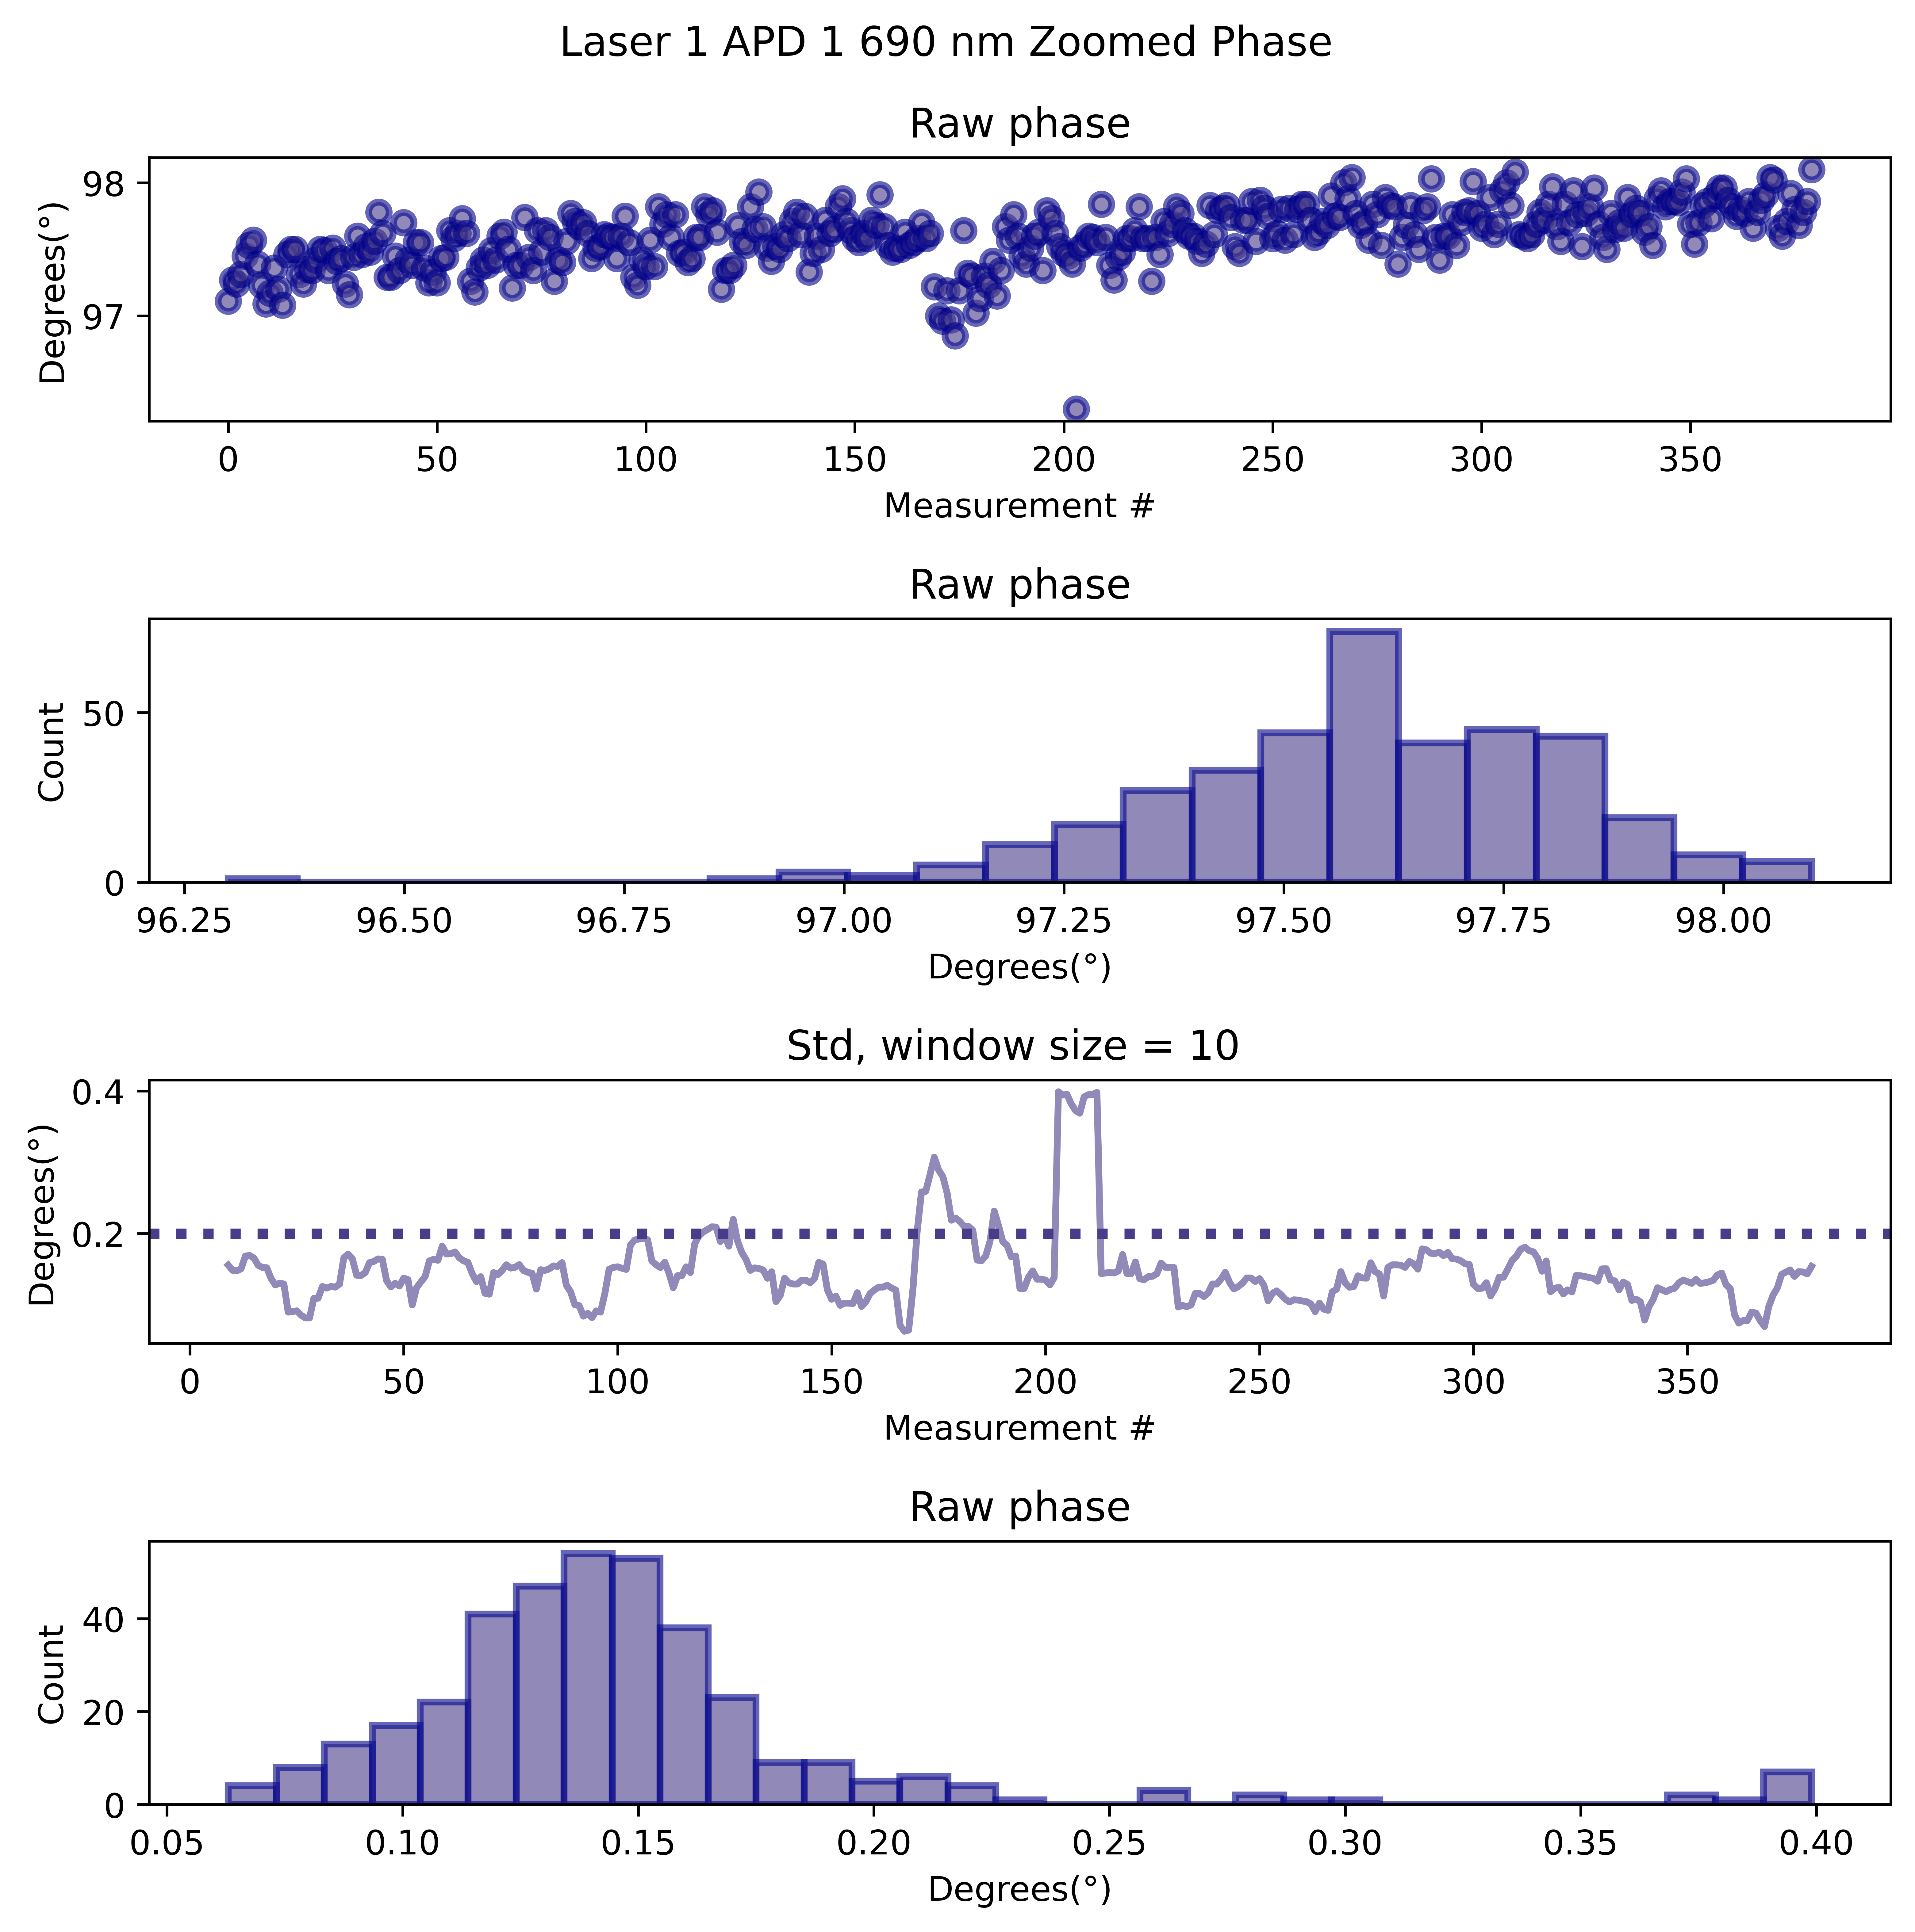 Laser 1 APD 1 690 nm Zoomed Phase
Raw phase
98
97
Degrees(°)
0 50 100 150 200 250 300 350
Measurement #
Raw phase
50
0
Count
96.25 96.50 96.75 97.00 97.25 97.50 97.75 98.00
Degrees(°)
Std, window size = 10
0.4
0.2
Degrees(°)
0 50 100 150 200 250 300 350
Measurement #
Raw phase
40
20
0
Count
0.05 0.10 0.15 0.20 0.25 0.30 0.35 0.40
Degrees(°)